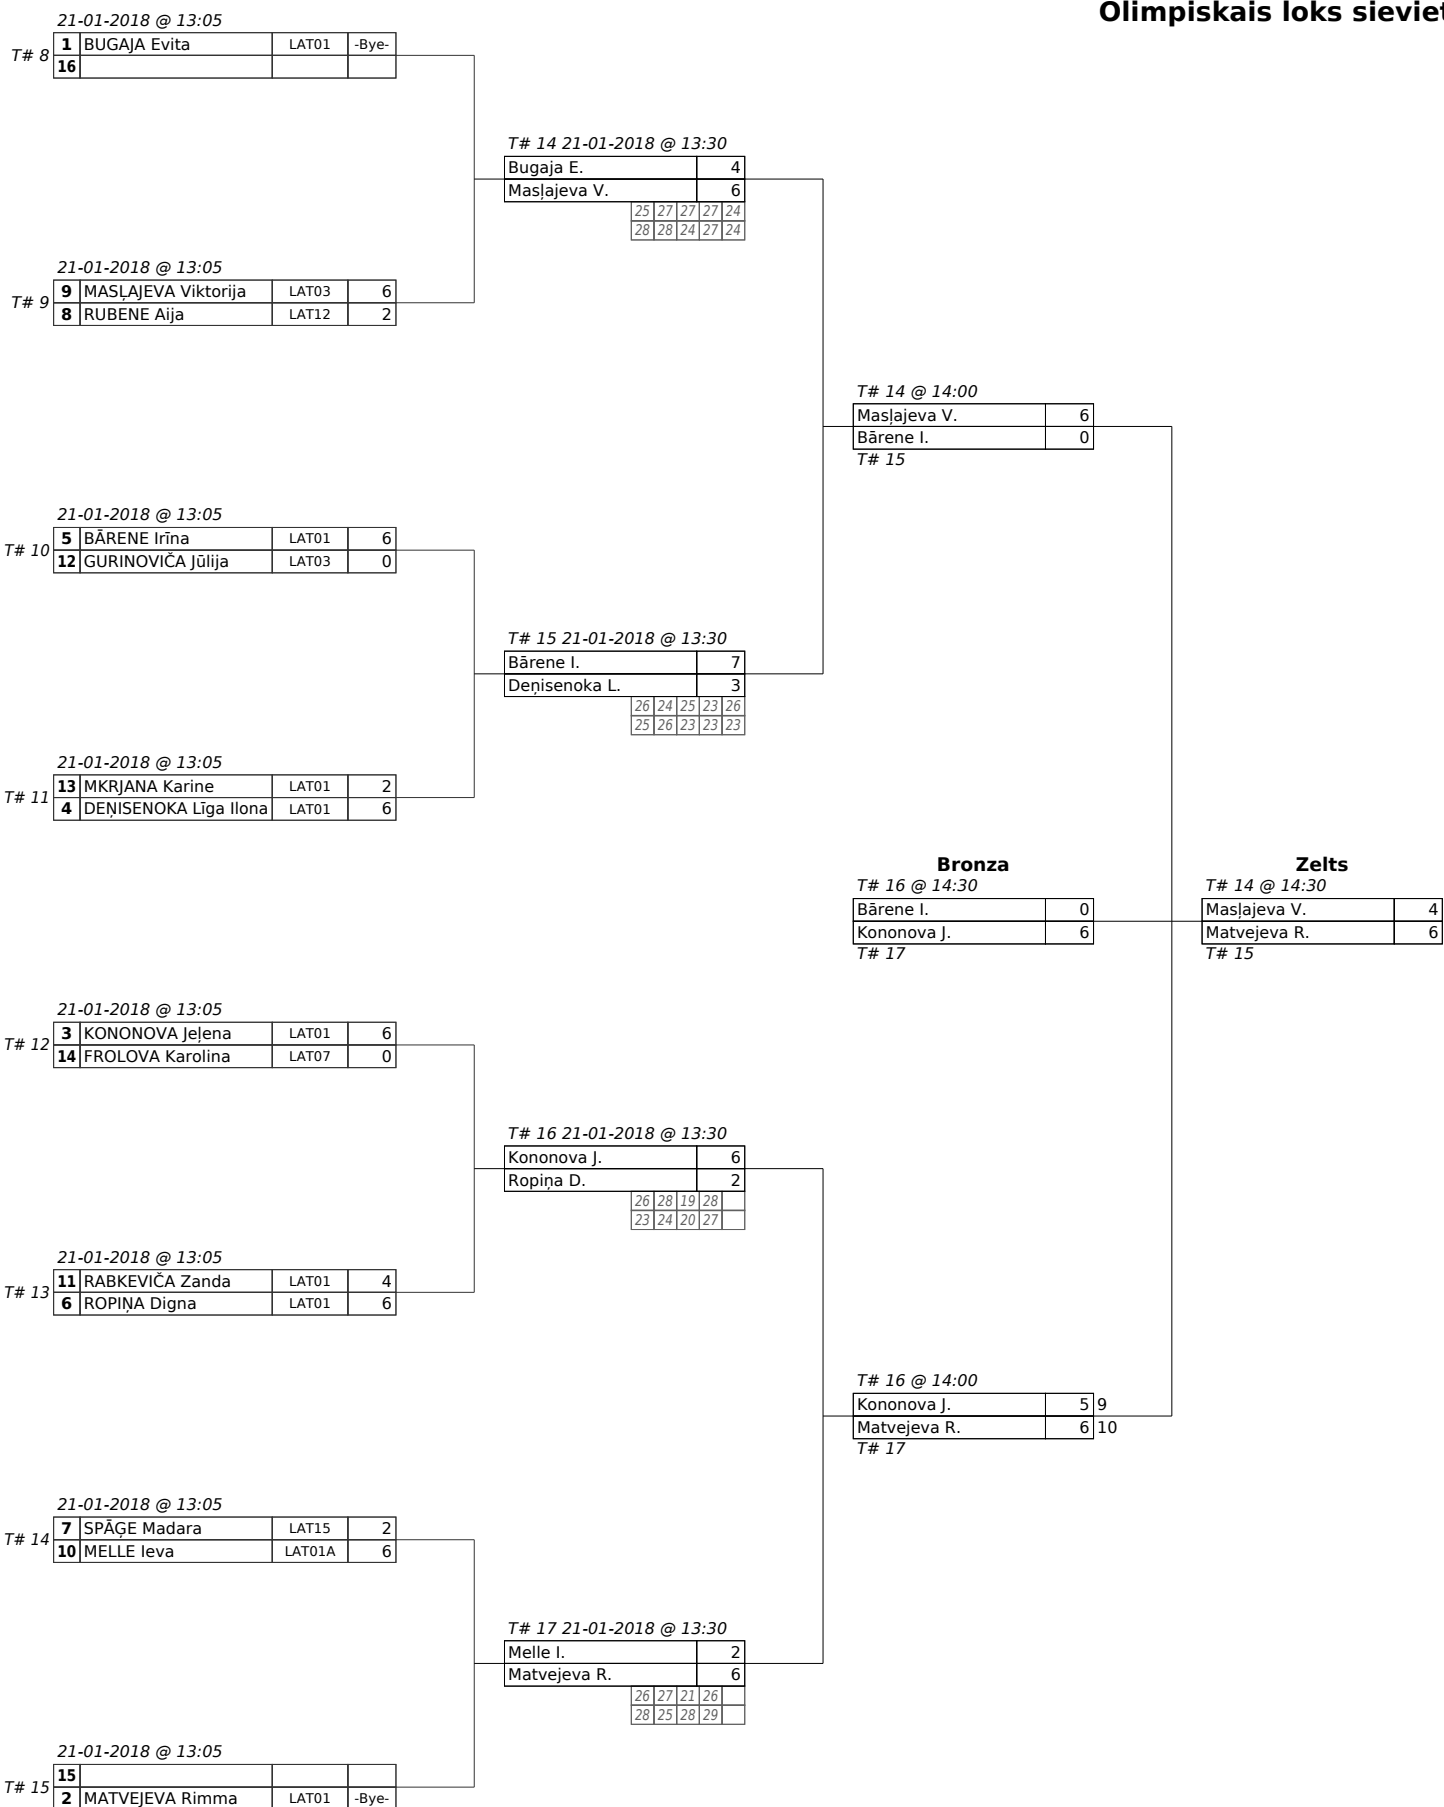 Olimpiskais loks
21-01-2018 @ 13:05
T# 8
1 BUGAJA Evita LAT01 -Bye-
16
T# 14 21-01-2018 @ 13:30
Bugaja E. 4
Masļajeva V. 6
25 27 27 27 24
28 28 24 27 24
21-01-2018 @ 13:05
T# 9
9 MASĻAJEVA Viktorija LAT03 6
8 RUBENE Aija LAT12 2
T# 14 @ 14:00
Masļajeva V. 6
Bārene I. 0
T# 15
21-01-2018 @ 13:05
T# 10
5 BĀRENE Irīna LAT01 6
12 GURINOVIČA Jūlija LAT03 0
T# 15 21-01-2018 @ 13:30
Bārene I. 7
Deņisenoka L. 3
26 24 25 23 26
25 26 23 23 23
21-01-2018 @ 13:05
T# 11
13 MKRJANA Karine LAT01 2
4 DEŅISENOKA Līga Ilona LAT01 6
Bronza
T# 16 @ 14:30
Bārene I. 0
Kononova J. 6
T# 17
Zelts
T# 14 @ 14:30
Masļajeva V. 4
Matvejeva R. 6
T# 15
21-01-2018 @ 13:05
T# 12
3 KONONOVA Jeļena LAT01 6
14 FROLOVA Karolina LAT07 0
T# 16 21-01-2018 @ 13:30
Kononova J. 6
Ropiņa D. 2
26 28 19 28
23 24 20 27
21-01-2018 @ 13:05
T# 13
11 RABKEVIČA Zanda LAT01 4
6 ROPIŅA Digna LAT01 6
T# 16 @ 14:00
Kononova J. 5 9
Matvejeva R. 6 10
T# 17
21-01-2018 @ 13:05
T# 14
7 SPĀĢE Madara LAT15 2
10 MELLE Ieva LAT01A 6
T# 17 21-01-2018 @ 13:30
Melle I. 2
Matvejeva R. 6
26 27 21 26
28 25 28 29
21-01-2018 @ 13:05
T# 15
15
2 MATVEJEVA Rimma LAT01 -Bye-